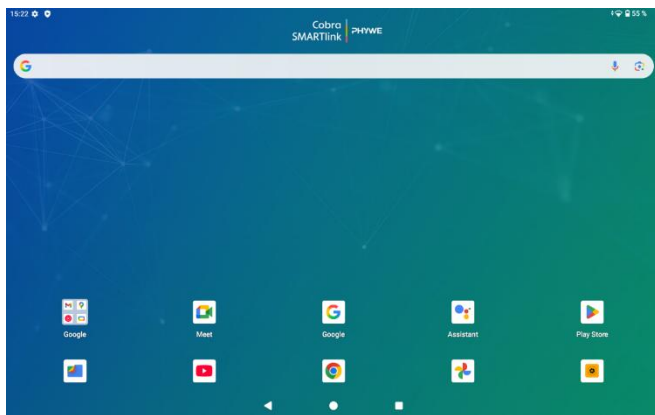 15:22
55 %
Cobra
SMARTlink
PHYWE
Google
Meet
Google
Assistant
Play Store